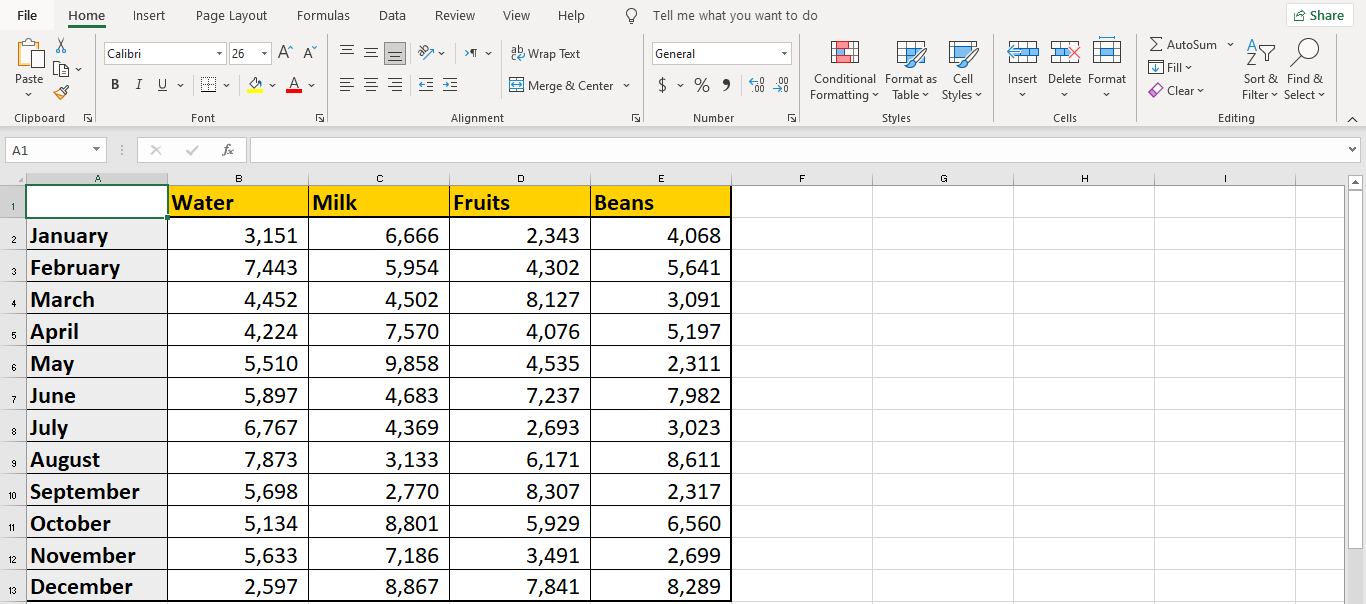 File Home Insert Page Layout Formulas Data Review View Help Tell me what you want to do Share
Calibri 26 A^ A˅ ab Wrap Text General AutoSum
Paste B I U A Merge & Center $ % 9 .00 Conditional Formatting Format as Table Cell Styles Insert Delete Format Fill Clear Sort & Filter Find & Select
Clipboard Font Alignment Number Styles Cells Editing
A1 fx
A B C D E F G H I
1 Water Milk Fruits Beans
2 January 3,151 6,666 2,343 4,068
3 February 7,443 5,954 4,302 5,641
4 March 4,452 4,502 8,127 3,091
5 April 4,224 7,570 4,076 5,197
6 May 5,510 9,858 4,535 2,311
7 June 5,897 4,683 7,237 7,982
8 July 6,767 4,369 2,693 3,023
9 August 7,873 3,133 6,171 8,611
10 September 5,698 2,770 8,307 2,317
11 October 5,134 8,801 5,929 6,560
12 November 5,633 7,186 3,491 2,699
13 December 2,597 8,867 7,841 8,289